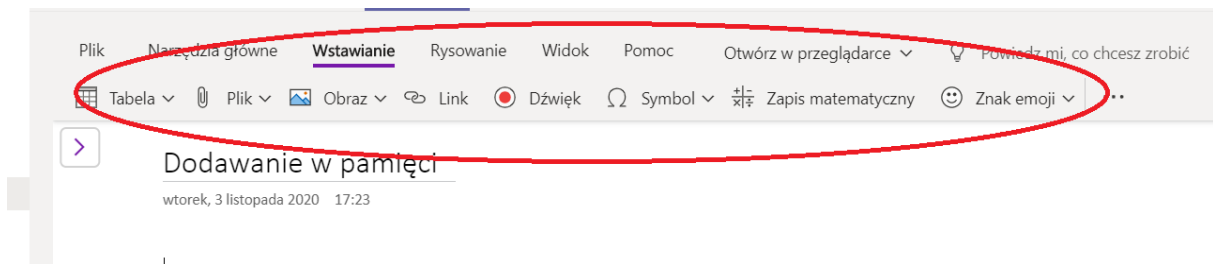 Plik Narzędzia główne Wstawianie Rysowanie Widok Pomoc Otwórz w przeglądarce Powiedz mi, co chcesz zrobić
Tabela Plik Obraz Link Dźwięk Symbol Zapis matematyczny Znak emoji
Dodawanie w pamięci
wtorek, 3 listopada 2020 17:23